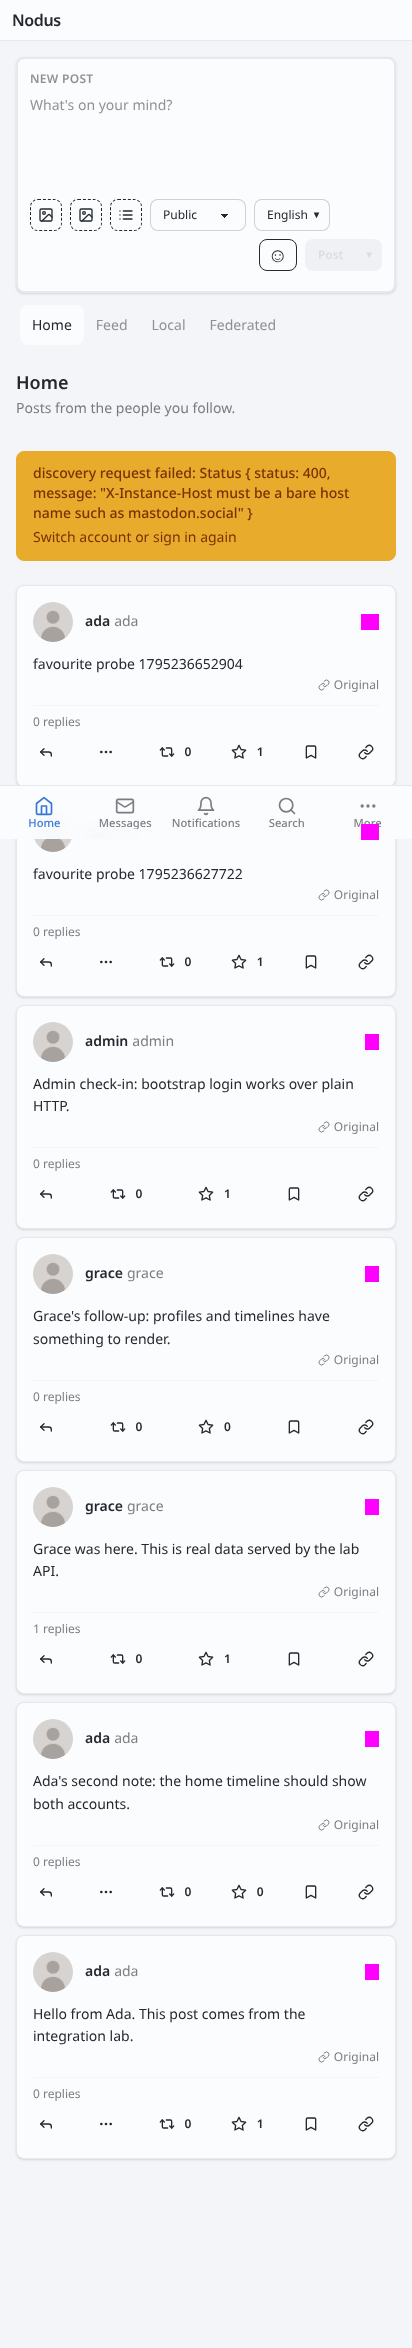 Nodus
NEW POST
What's on your mind?
Public
English
Post
Home Feed Local Federated
Home
Posts from the people you follow.
discovery request failed: Status { status: 400,
message: "X-Instance-Host must be a bare host
name such as mastodon.social" }
Switch account or sign in again
ada ada
favourite probe 1795236652904
Original
0 replies
0 1
Home Messages Notifications Search More
favourite probe 1795236627722
Original
0 replies
0 1
admin admin
Admin check-in: bootstrap login works over plain
HTTP.
Original
0 replies
0 1
grace grace
Grace's follow-up: profiles and timelines have
something to render.
Original
0 replies
0 0
grace grace
Grace was here. This is real data served by the lab
API.
Original
1 replies
0 1
ada ada
Ada's second note: the home timeline should show
both accounts.
Original
0 replies
0 0
ada ada
Hello from Ada. This post comes from the
integration lab.
Original
0 replies
0 1